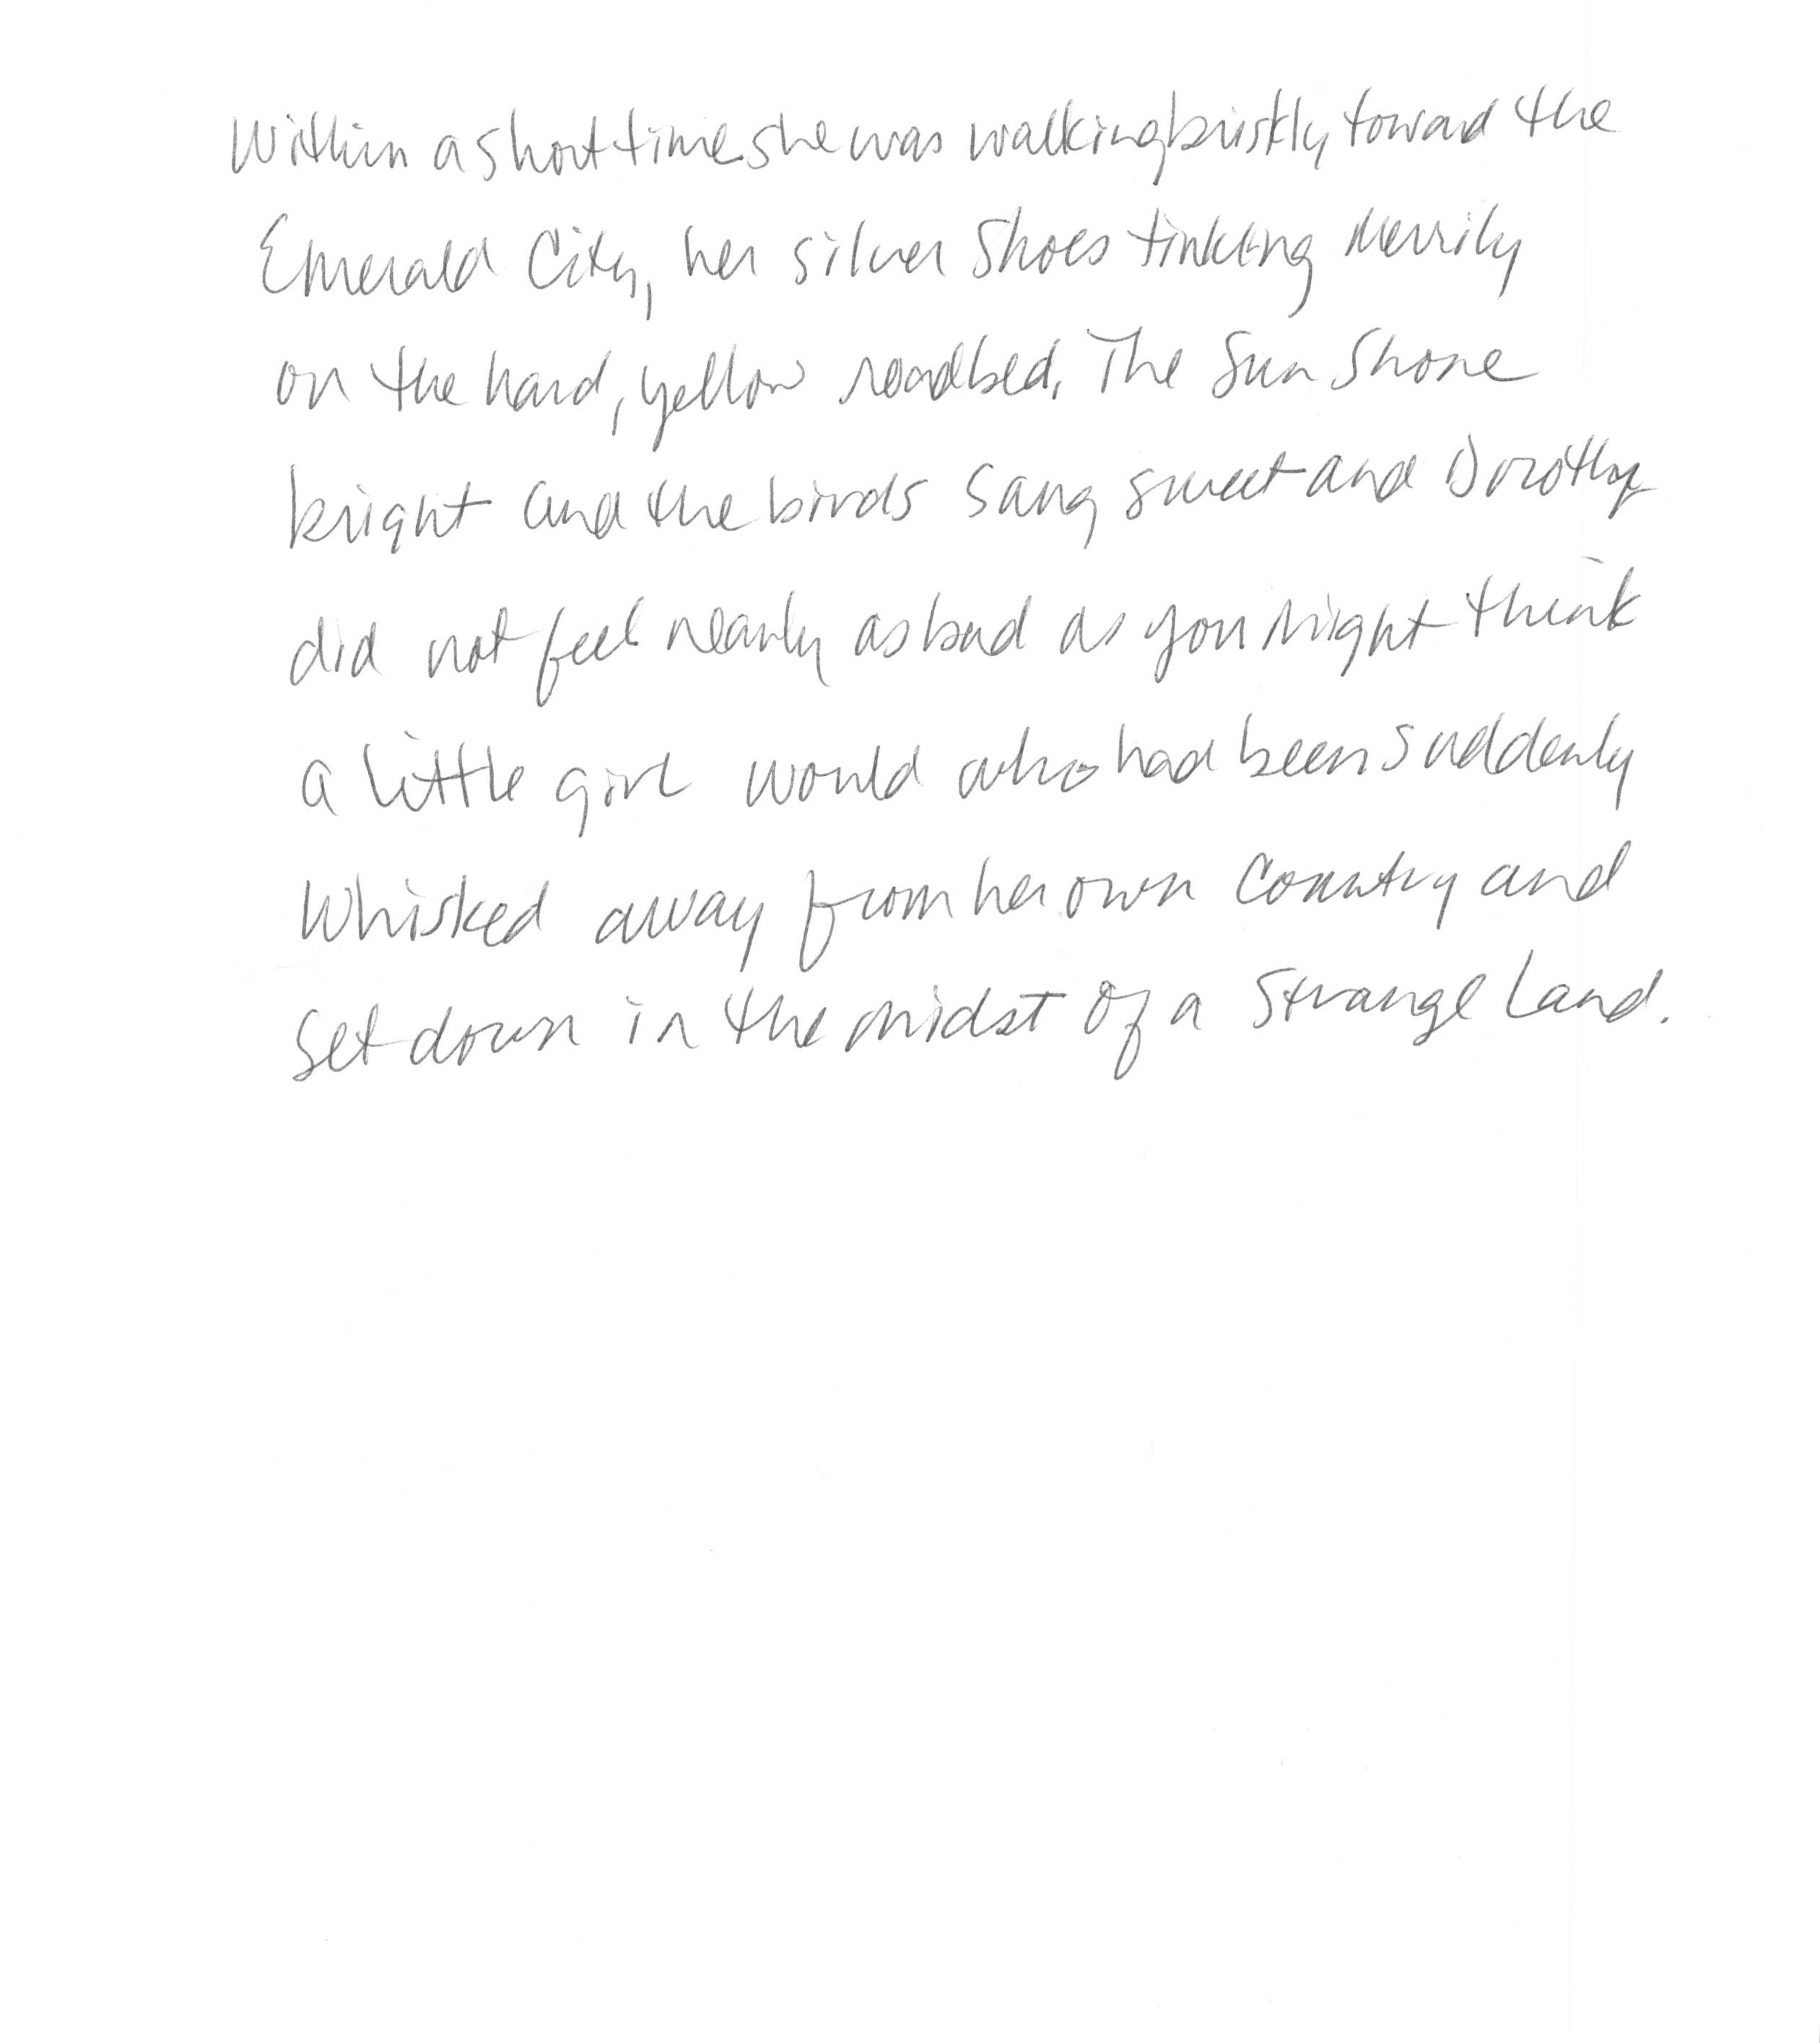 Within a short time she was walking briskly toward the
Emerald City, her silver Shoes tinkling Merrily
on the hard, yellow roadbed. The Sun Shone
bright and the birds sang sweet and Dorothy
did not feel nearly as bad as you might think
a little girl would who had been suddenly
Whisked away from her own Country and
set down in the midst of a Strange Land.